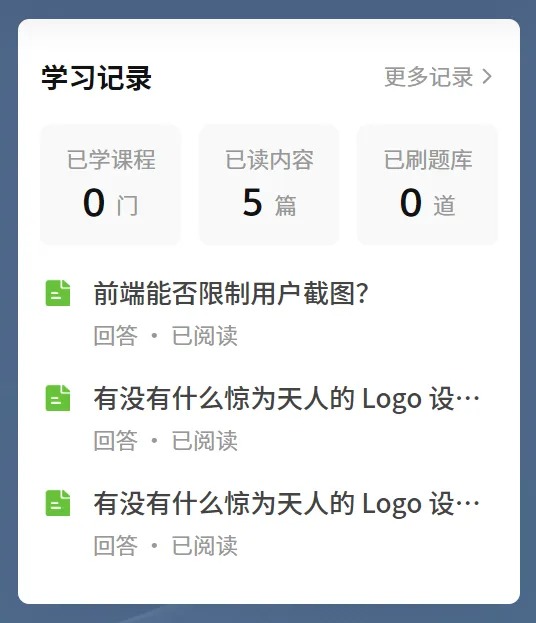 学习记录 更多记录
已学课程 已读内容 已刷题库
0 门 5 篇 0 道
前端能否限制用户截图？
回答 · 已阅读
有没有什么惊为天人的 Logo 设…
回答 · 已阅读
有没有什么惊为天人的 Logo 设…
回答 · 已阅读